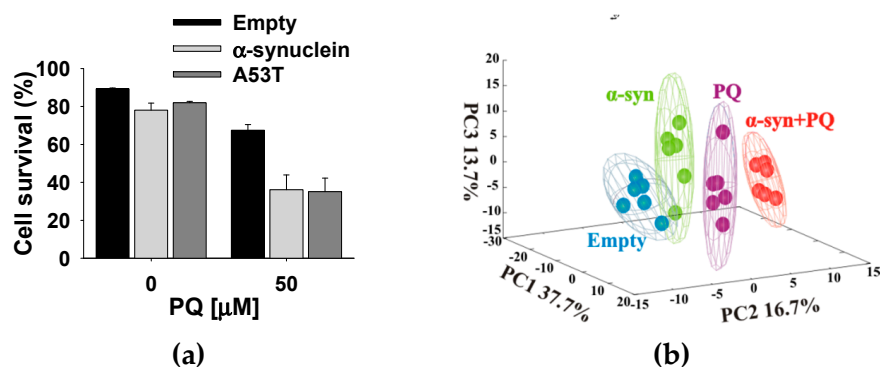 Empty
α-synuclein
A53T
Cell survival (%)
100
80
60
40
20
0
0
50
PQ [µM]
(a)
α-syn
PQ
α-syn+PQ
Empty
PC3 13.7%
20
15
10
5
0
-5
-10
-15
-30
-20
-10
0
10
20
PC1 37.7%
-15
-10
-5
0
5
10
15
PC2 16.7%
(b)